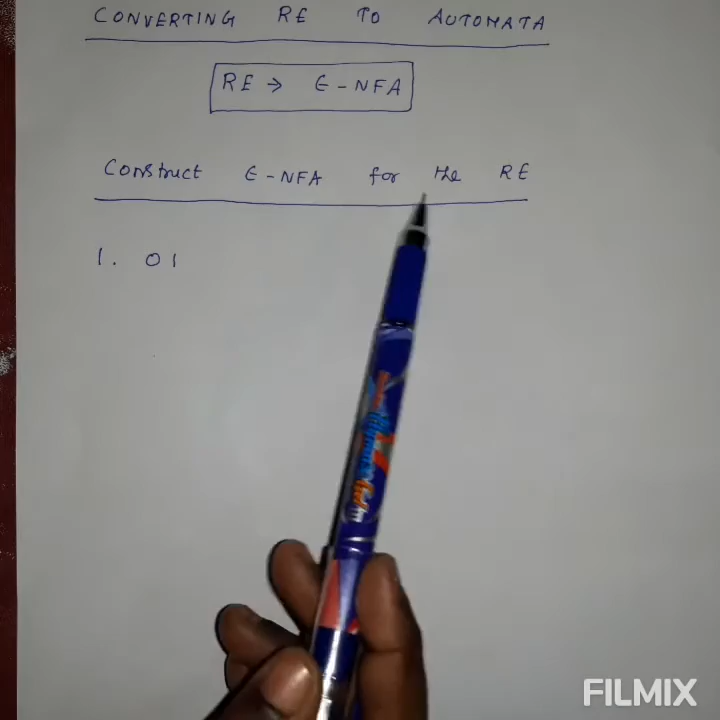 CONVERTING RE TO AUTOMATA
RE → ε-NFA
Construct ε-NFA for the RE
1. 01
FILMIX